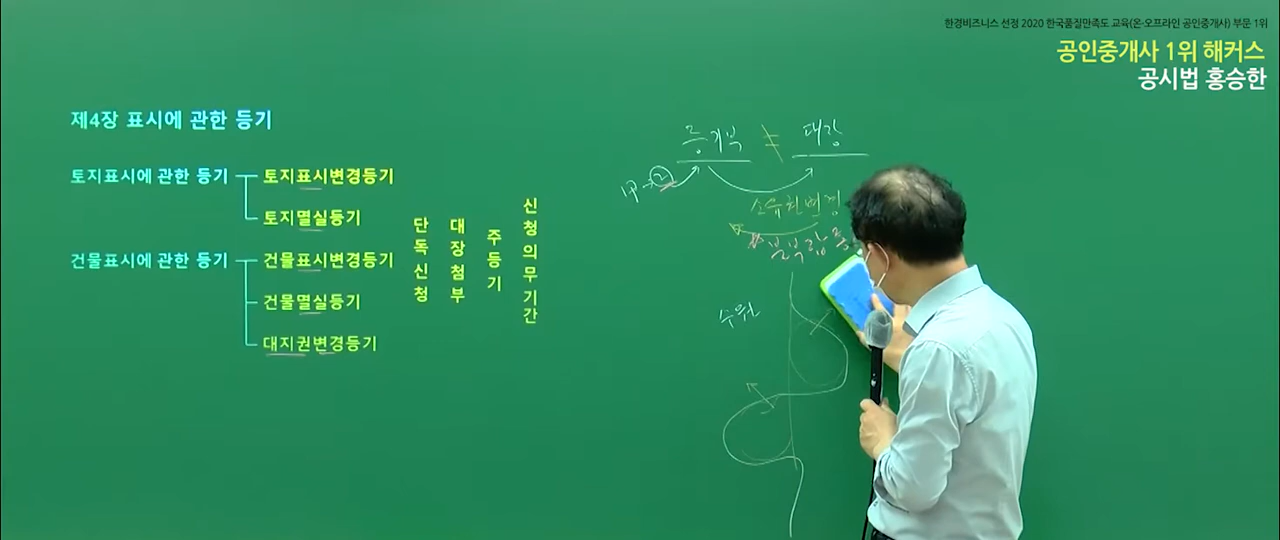 한경비즈니스 선정 2020 한국품질만족도 교육(온·오프라인 공인중개사) 부문 1위
공인중개사 1위 해커스
공시법 홍승한
제4장 표시에 관한 등기
토지표시에 관한 등기
토지표시변경등기
토지멸실등기
건물표시에 관한 등기
건물표시변경등기
건물멸실등기
대지권변경등기
단독신청
대장첨부
주등기
신청의무기간
등기부 ≠ 대장
甲 → 乙
소유권변경
수원